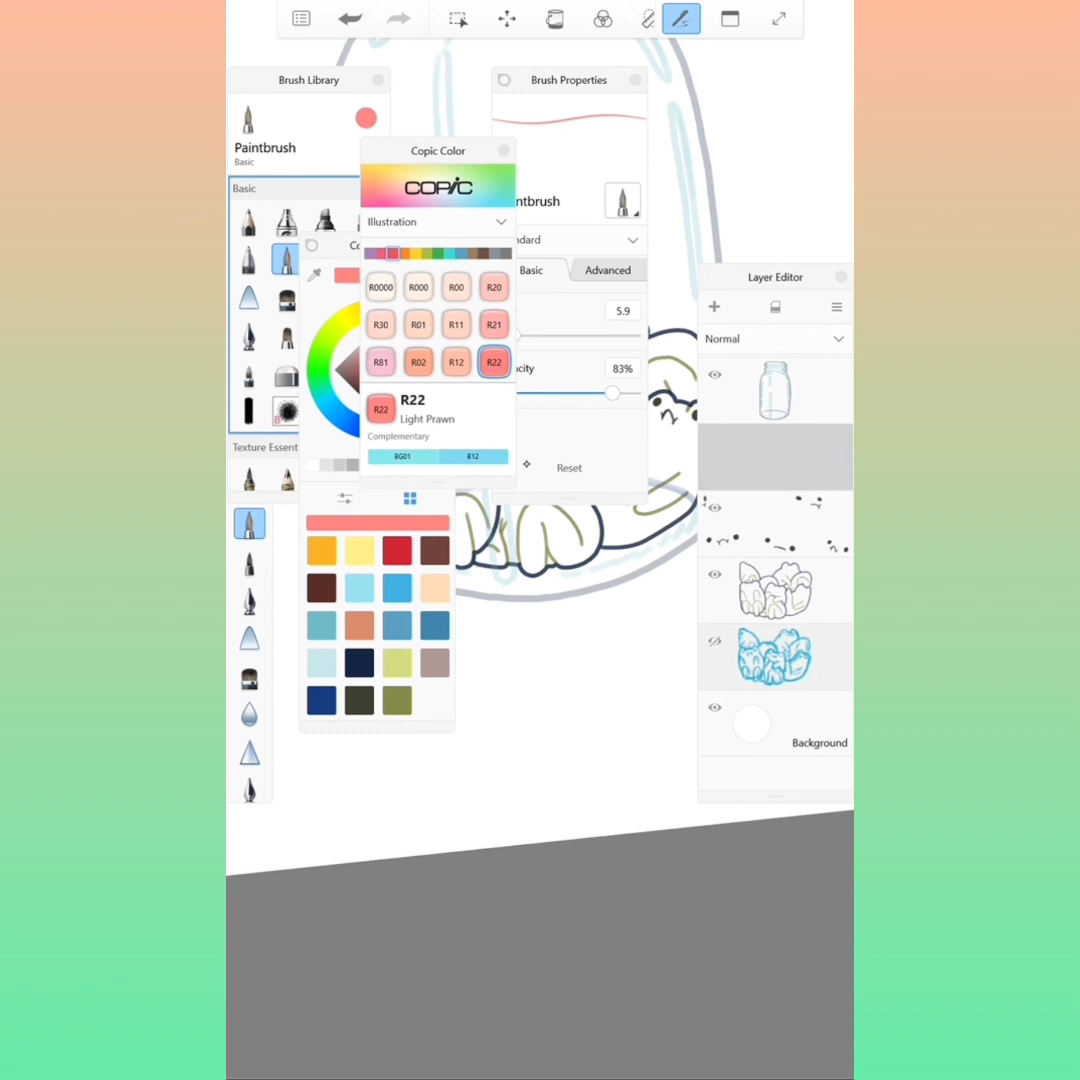 Brush Library
Paintbrush
Basic
Basic
Texture Essent
Brush Properties
ndard
Basic
Advanced
5.9
83%
Reset
Copic Color
COPIC
Illustration
R0000 R000 R00 R20
R30 R01 R11 R21
R81 R02 R12 R22
R22 R22
Light Prawn
Complementary
BG01 B12
Layer Editor
Normal
Background